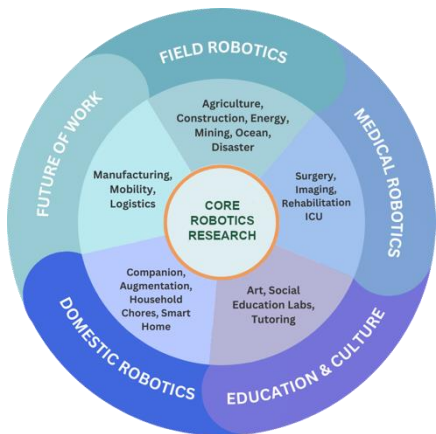 FIELD ROBOTICS
Agriculture,
Construction, Energy,
Mining, Ocean,
Disaster
MEDICAL ROBOTICS
Surgery,
Imaging,
Rehabilitation
ICU
EDUCATION & CULTURE
Art, Social
Education Labs,
Tutoring
DOMESTIC ROBOTICS
Companion,
Augmentation,
Household
Chores, Smart
Home
FUTURE OF WORK
Manufacturing,
Mobility,
Logistics
CORE
ROBOTICS
RESEARCH